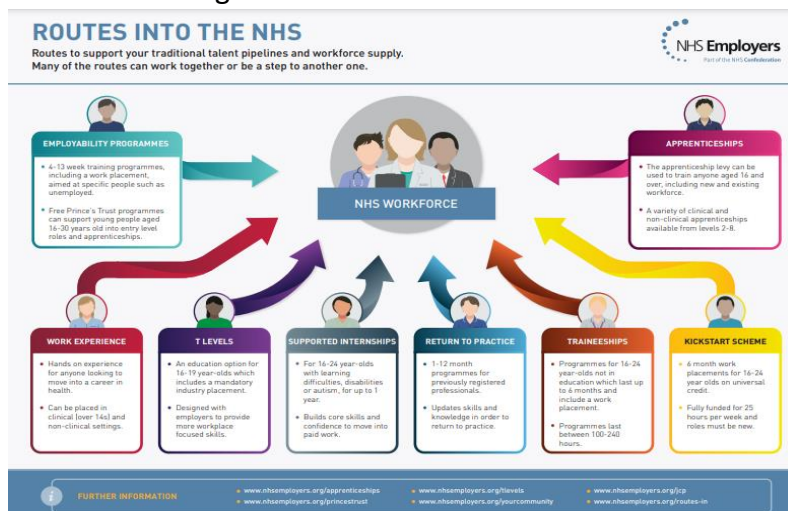 ROUTES INTO THE NHS
Routes to support your traditional talent pipelines and workforce supply.
Many of the routes can work together or be a step to another one.
NHS Employers
Part of the NHS Confederation
EMPLOYABILITY PROGRAMMES
• 4-13 week training programmes,
including a work placement,
aimed at specific people such as
unemployed.
• Free Prince's Trust programmes
can support young people aged
16-30 years old into entry level
roles and apprenticeships.
NHS WORKFORCE
APPRENTICESHIPS
• The apprenticeship levy can be
used to train anyone aged 16 and
over, including new and existing
workforce.
• A variety of clinical and
non-clinical apprenticeships
available from levels 2-8.
WORK EXPERIENCE
• Hands on experience
for anyone looking to
move into a career in
health.
• Can be placed in
clinical (over 14s) and
non-clinical settings.
T LEVELS
• An education option for
16-19 year-olds which
includes a mandatory
industry placement.
• Designed with
employers to provide
more workplace
focused skills.
SUPPORTED INTERNSHIPS
• For 16-24 year-olds
with learning
difficulties, disabilities
or autism, for up to 1
year.
• Builds core skills and
confidence to move into
paid work.
RETURN TO PRACTICE
• 1-12 month
programmes for
previously registered
professionals.
• Updates skills and
knowledge in order to
return to practice.
TRAINEESHIPS
• Programmes for 16-24
year-olds not in
education which last up
to 6 months and
include a work
placement.
• Programmes last
between 100-240
hours.
KICKSTART SCHEME
• 6 month work
placements for 16-24
year olds on universal
credit.
• Fully funded for 25
hours per week and
roles must be new.
i
FURTHER INFORMATION
• www.nhsemployers.org/apprenticeships
• www.nhsemployers.org/princestrust
• www.nhsemployers.org/tlevels
• www.nhsemployers.org/yourcommunity
• www.nhsemployers.org/jcp
• www.nhsemployers.org/routes-in